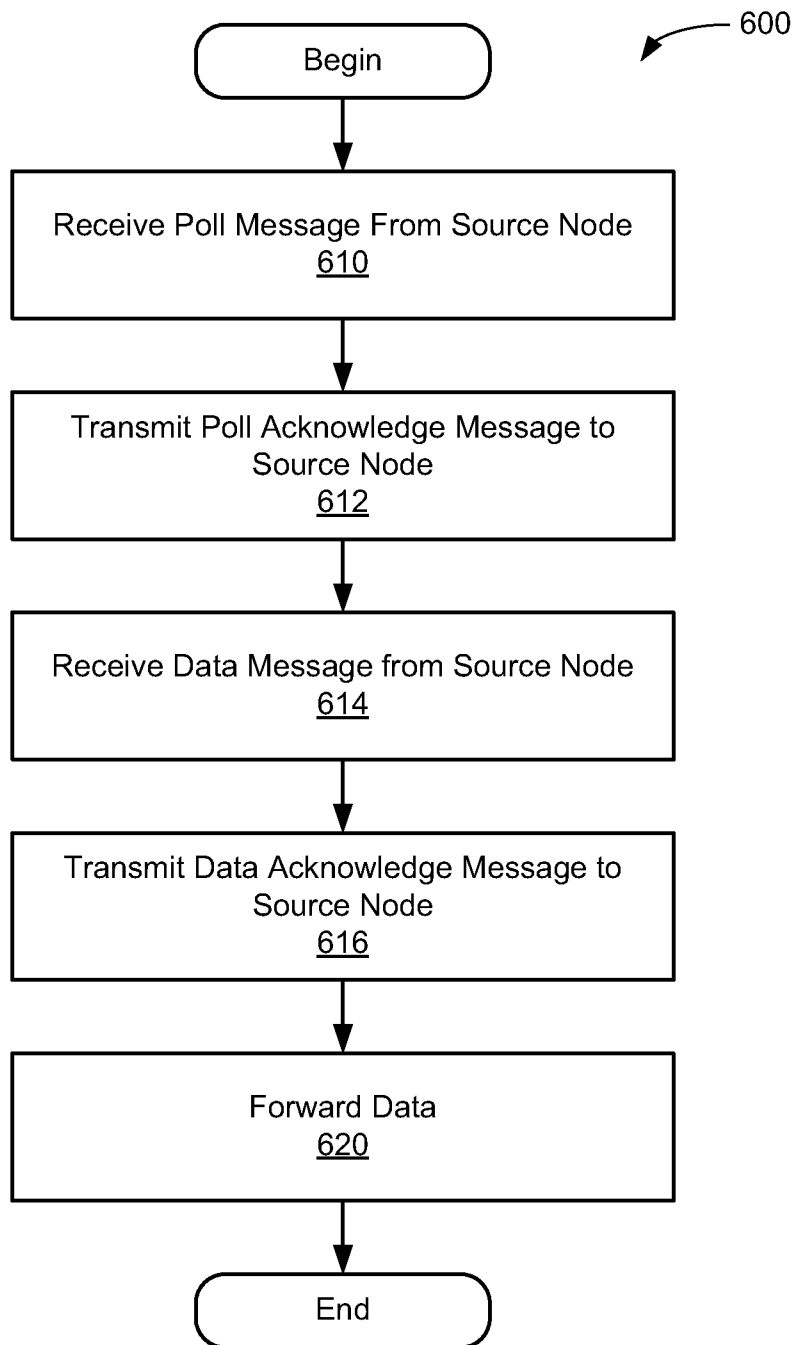 600
Begin
Receive Poll Message From Source Node
610
Transmit Poll Acknowledge Message to
Source Node
612
Receive Data Message from Source Node
614
Transmit Data Acknowledge Message to
Source Node
616
Forward Data
620
End